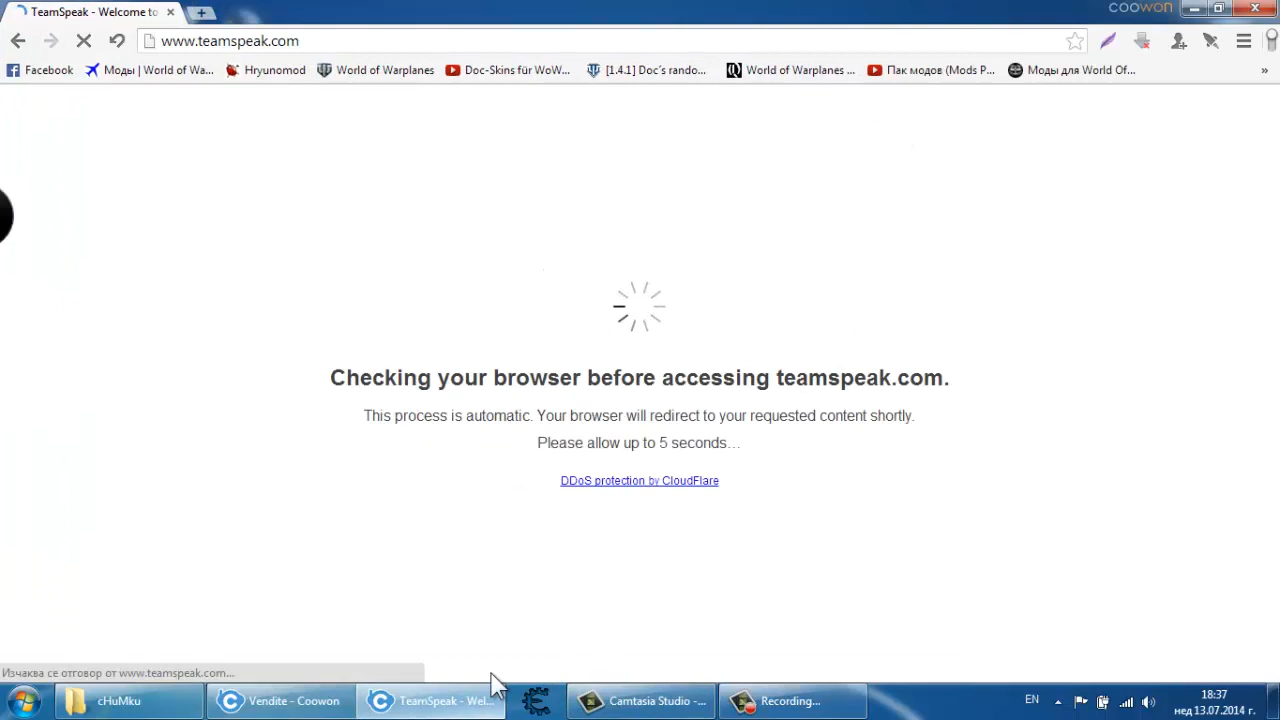 TeamSpeak - Welcome to
coowon
www.teamspeak.com
Facebook
Моды | World of Wa...
Hryunomod
World of Warplanes
Doc-Skins für WoW...
[1.4.1] Doc´s rando...
World of Warplanes ...
Пак модов (Mods P...
Моды для World Of...
»
Checking your browser before accessing teamspeak.com.
This process is automatic. Your browser will redirect to your requested content shortly.
Please allow up to 5 seconds…
DDoS protection by CloudFlare
Изчаква се отговор от www.teamspeak.com...
cHuMku
Vendite - Coowon
TeamSpeak - Wel...
Camtasia Studio -...
Recording...
EN
18:37
нед 13.07.2014 г.